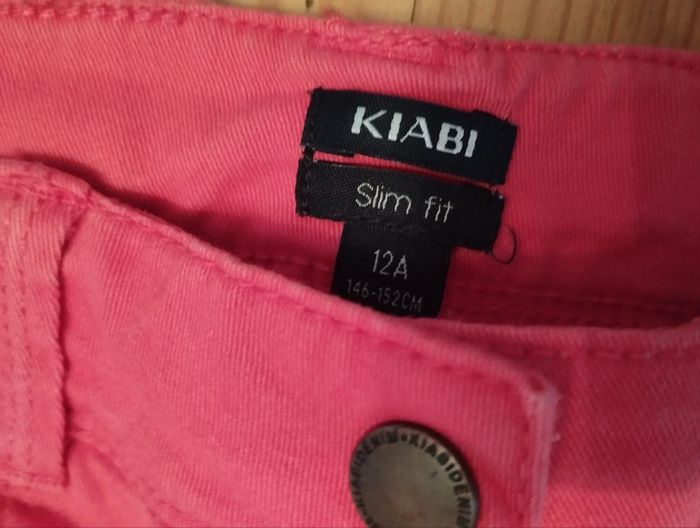 KIABI
Slim fit
12A
146-152CM
KIABIDENIM